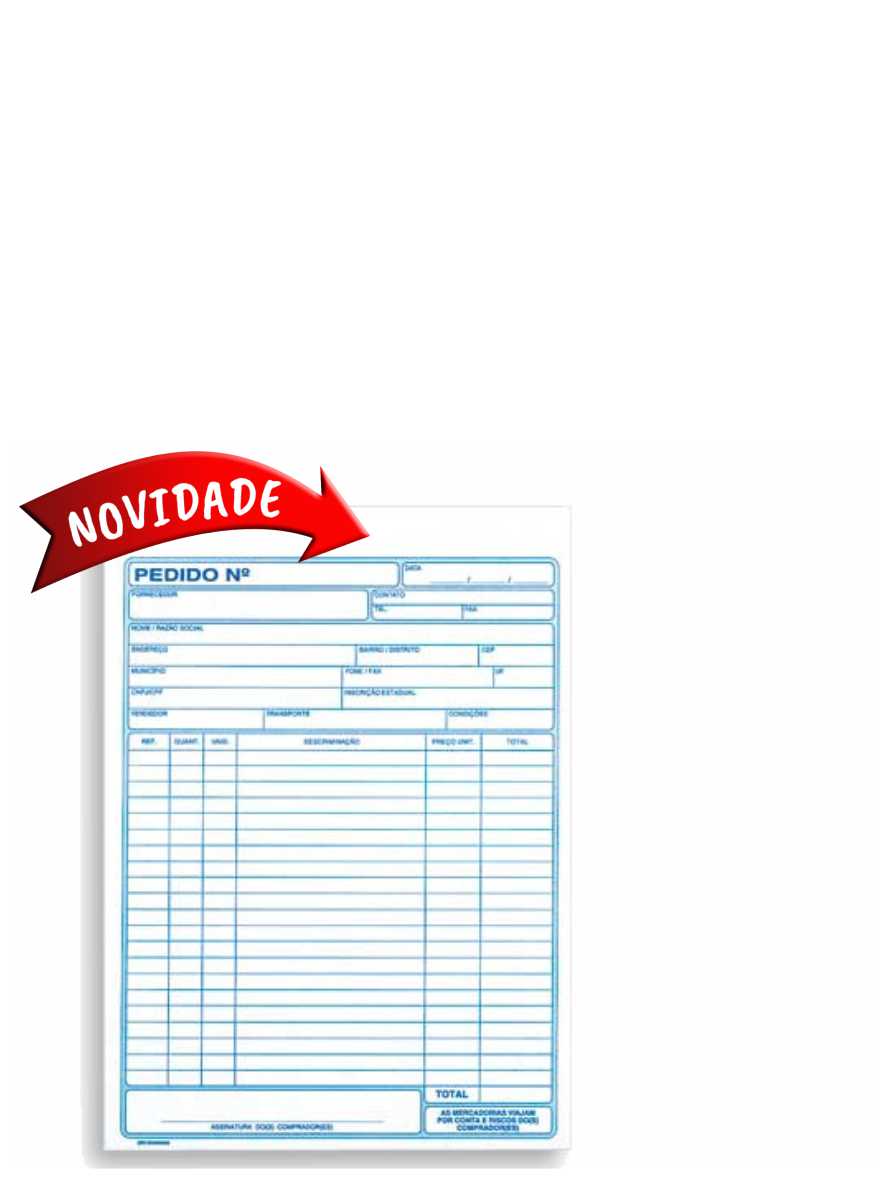 NOVIDADE
PEDIDO Nº
DATA
/ /
FORNECEDOR
CONTATO
TEL.
FAX
NOME / RAZÃO SOCIAL
ENDEREÇO
BAIRRO / DISTRITO
CEP
MUNICÍPIO
FONE / FAX
UF
CNPJ/CPF
INSCRIÇÃO ESTADUAL
VENDEDOR
TRANSPORTE
CONDIÇÕES
REF. QUANT. UNID. DISCRIMINAÇÃO PREÇO UNIT. TOTAL
TOTAL
ASSINATURA DO(S) COMPRADOR(ES)
AS MERCADORIAS VIAJAM
POR CONTA E RISCOS DO(S)
COMPRADOR(ES)